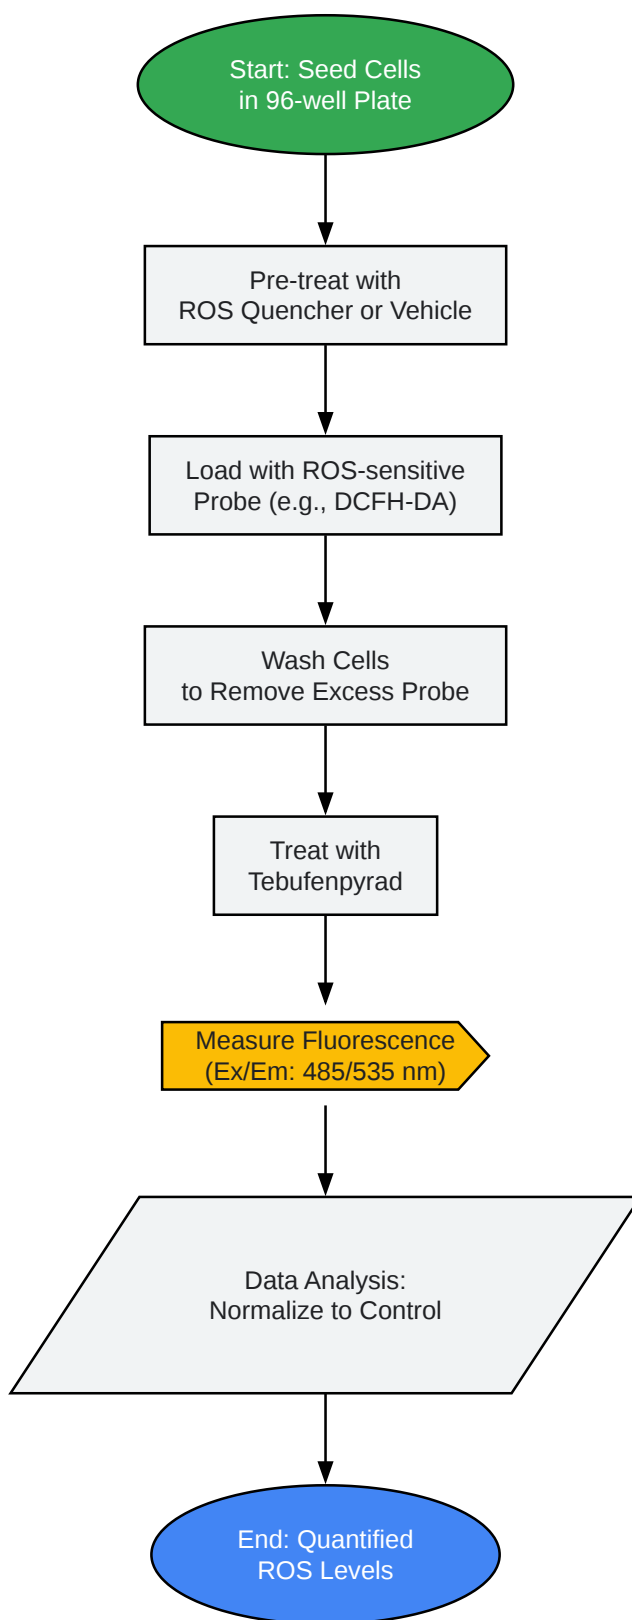 Start: Seed Cells
in 96-well Plate
Pre-treat with
ROS Quencher or Vehicle
Load with ROS-sensitive
Probe (e.g., DCFH-DA)
Wash Cells
to Remove Excess Probe
Treat with
Tebufenpyrad
Measure Fluorescence
(Ex/Em: 485/535 nm)
Data Analysis:
Normalize to Control
End: Quantified
ROS Levels